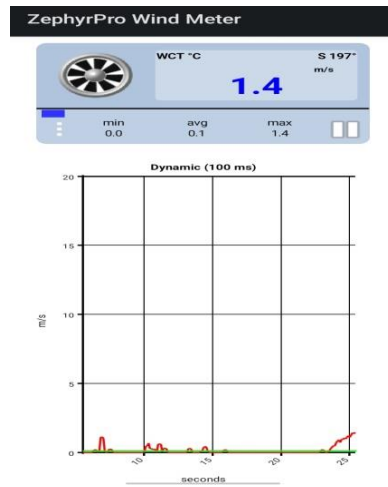 ZephyrPro Wind Meter
WCT °C S 197°
m/s
1.4
min avg max
0.0 0.1 1.4
Dynamic (100 ms)
20
15
10
5
0
m/s
10 15 20 25
seconds